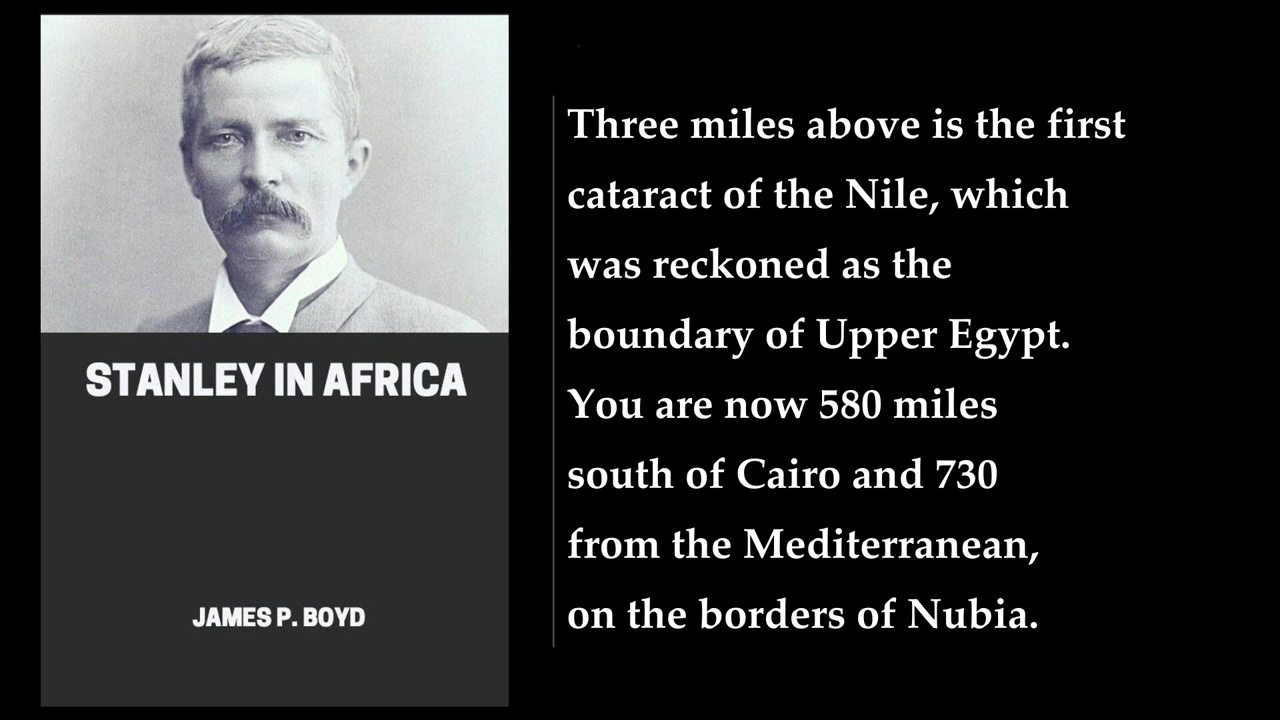 STANLEY IN AFRICA
JAMES P. BOYD
Three miles above is the first
cataract of the Nile, which
was reckoned as the
boundary of Upper Egypt.
You are now 580 miles
south of Cairo and 730
from the Mediterranean,
on the borders of Nubia.